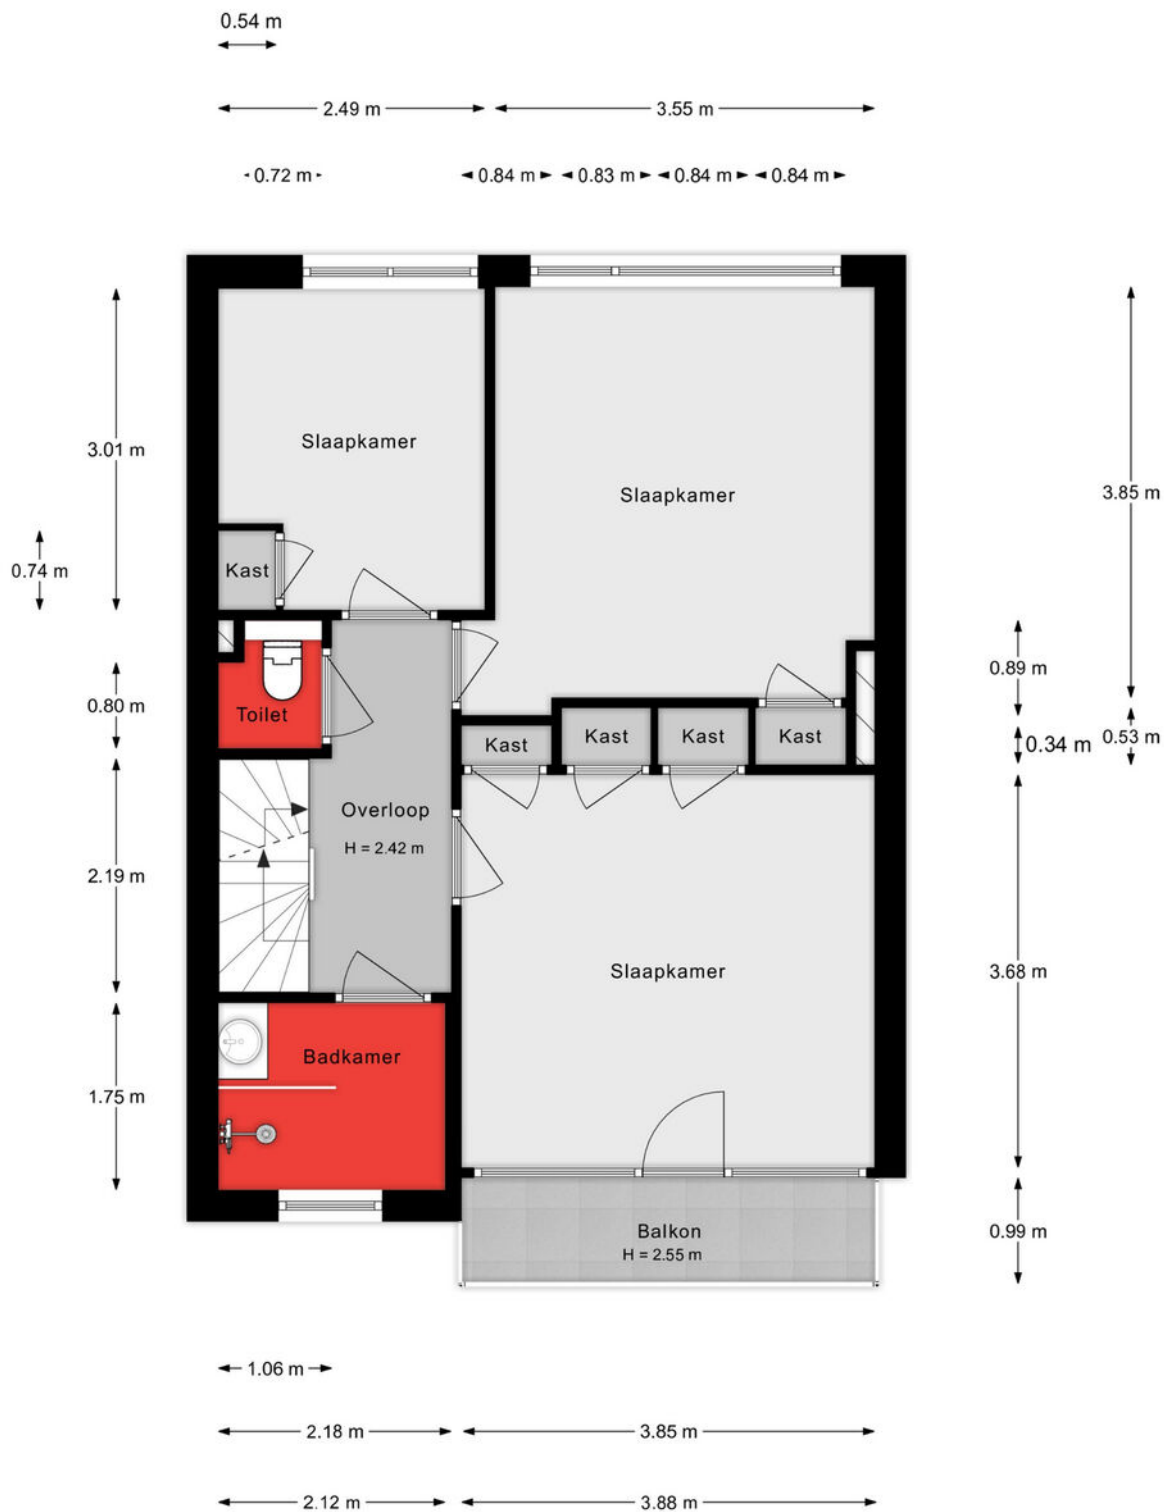 0.54 m
2.49 m
3.55 m
0.72 m
0.84 m
0.83 m
0.84 m
0.84 m
Slaapkamer
3.01 m
Slaapkamer
3.85 m
Kast
0.74 m
0.89 m
0.80 m
Toilet
Kast
Kast
Kast
Kast
0.34 m
0.53 m
Overloop
H = 2.42 m
2.19 m
Slaapkamer
3.68 m
Badkamer
1.75 m
Balkon
H = 2.55 m
0.99 m
1.06 m
2.18 m
3.85 m
2.12 m
3.88 m